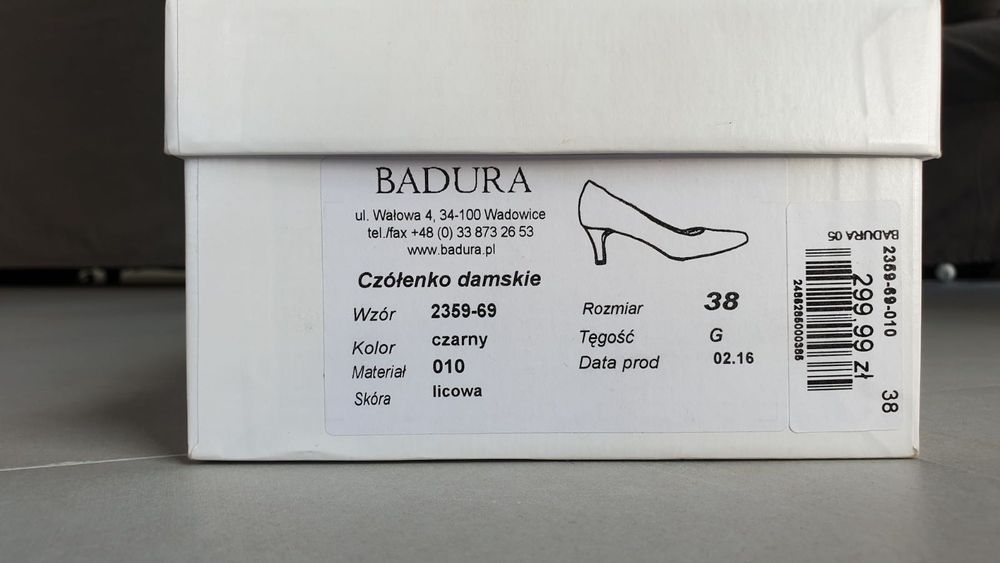 BADURA
ul. Wałowa 4, 34-100 Wadowice
tel./fax +48 (0) 33 873 26 53
www.badura.pl
Czółenko damskie
Wzór 2359-69
Kolor czarny
Materiał 010
Skóra licowa
Rozmiar 38
Tęgość G
Data prod 02.16
BADURA 05
2359-69-010 38
299,99 zł
2465285000385